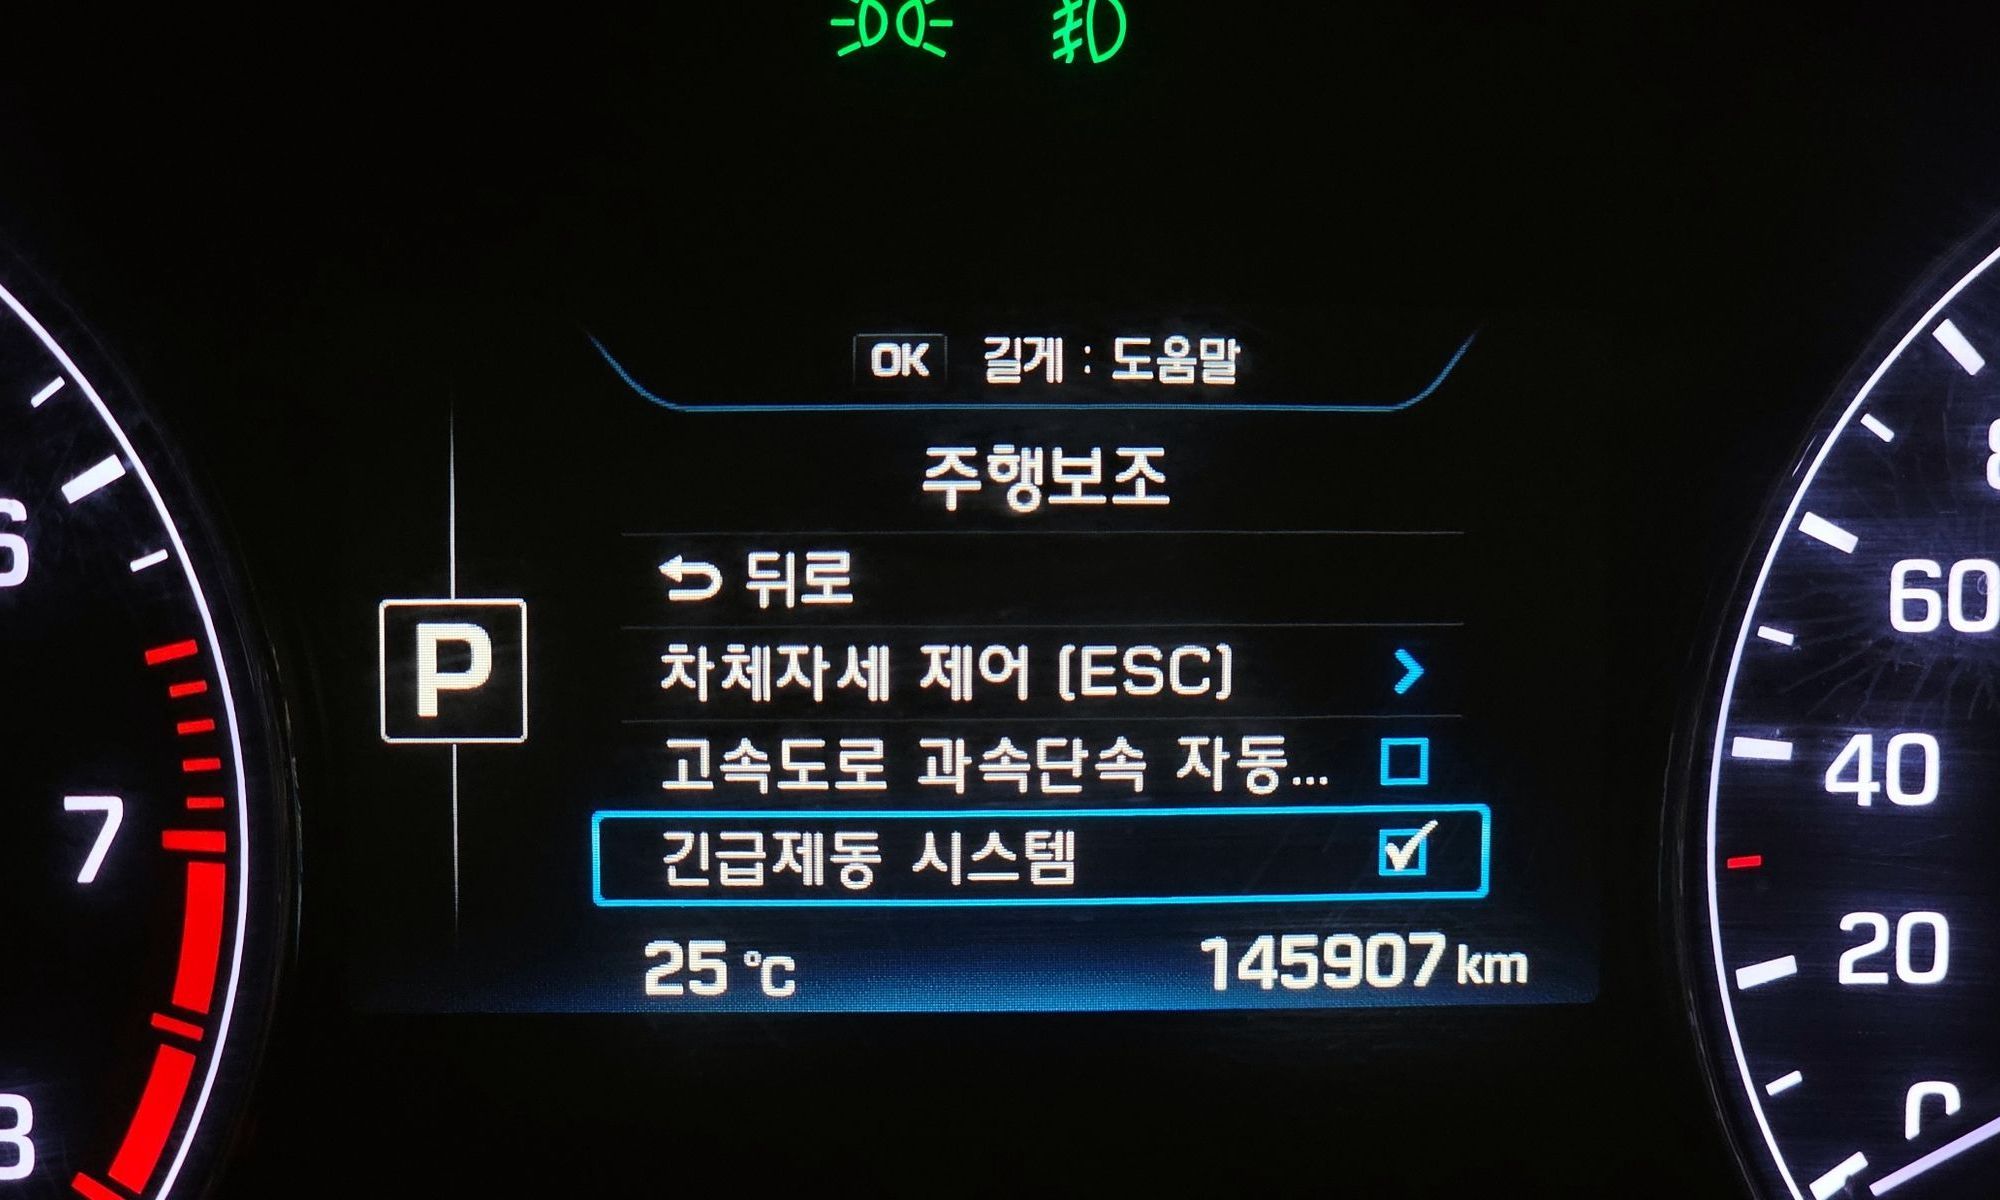 OK 길게 : 도움말
주행보조
뒤로
차체자세 제어 (ESC)
고속도로 과속단속 자동...
긴급제동 시스템
25 °C 145907 km
P
6
7
8
60
40
20
0